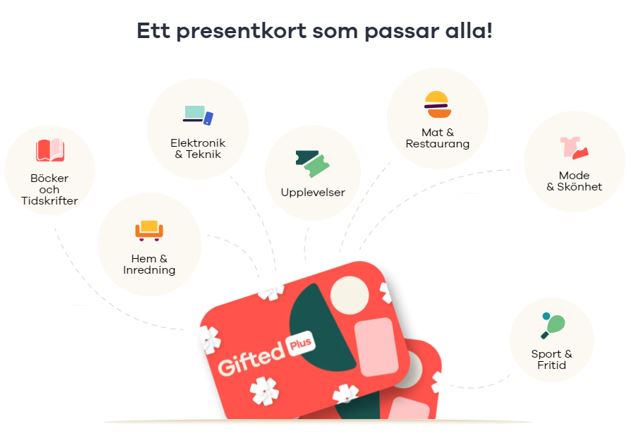 Ett presentkort som passar alla!
Elektronik
& Teknik
Mat &
Restaurang
Böcker
och
Tidskrifter
Upplevelser
Mode
& Skönhet
Hem &
Inredning
Gifted Plus
Sport &
Fritid